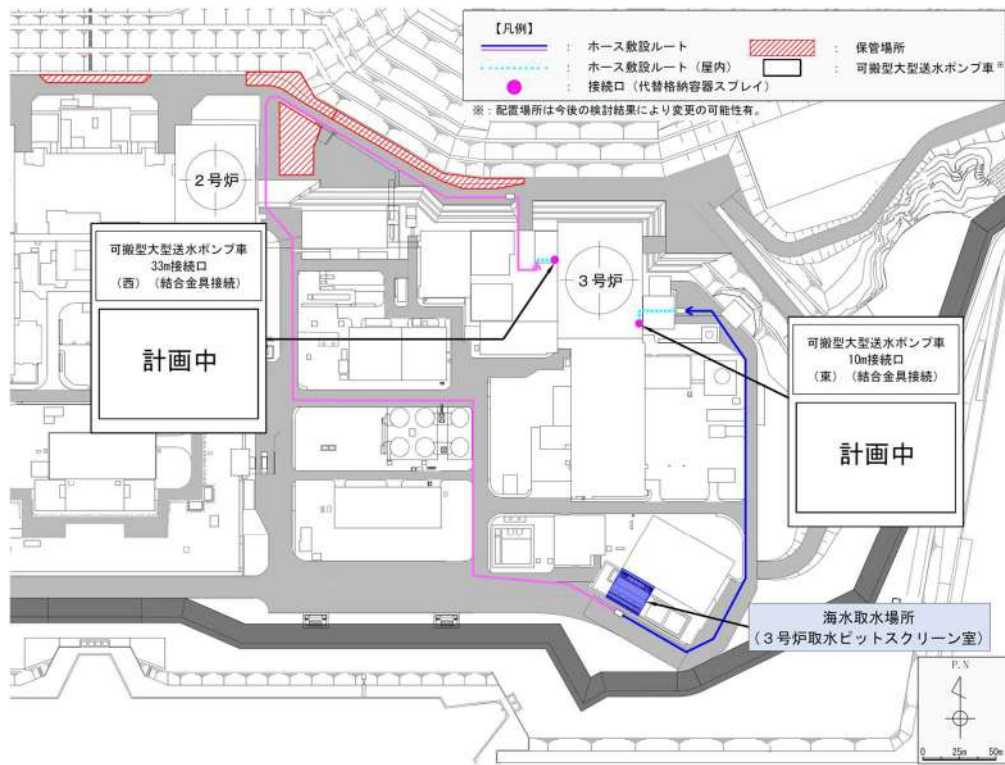 【凡例】
： ホース敷設ルート
： ホース敷設ルート（屋内）
： 接続口（代替格納容器スプレイ）
： 保管場所
： 可搬型大型送水ポンプ車※
※：配置場所は今後の検討結果により変更の可能性有。
２号炉
３号炉
可搬型大型送水ポンプ車
33m接続口
（西）（結合金具接続）
計画中
可搬型大型送水ポンプ車
10m接続口
（東）（結合金具接続）
計画中
海水取水場所
（３号炉取水ピットスクリーン室）
P.N
0 25m 50m